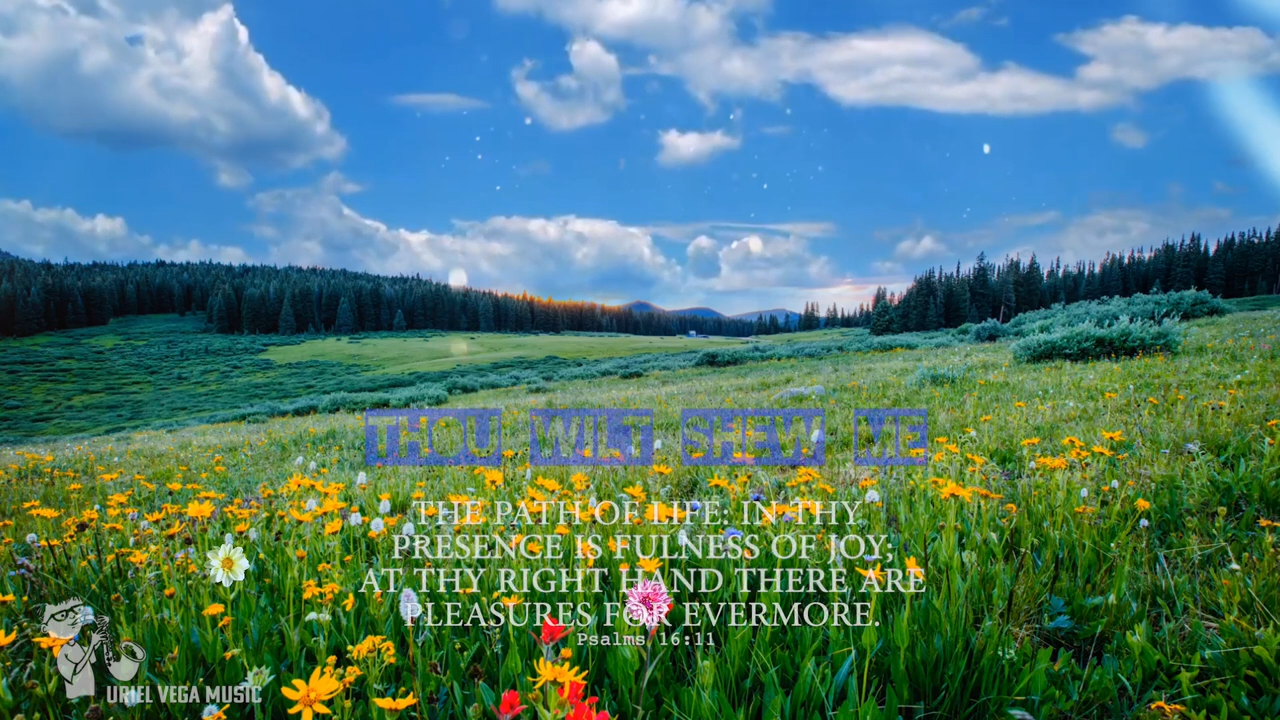 THOU WILT SHEW ME
THE PATH OF LIFE: IN THY
PRESENCE IS FULNESS OF JOY;
AT THY RIGHT HAND THERE ARE
PLEASURES FOR EVERMORE.
Psalms 16:11
URIEL VEGA MUSIC